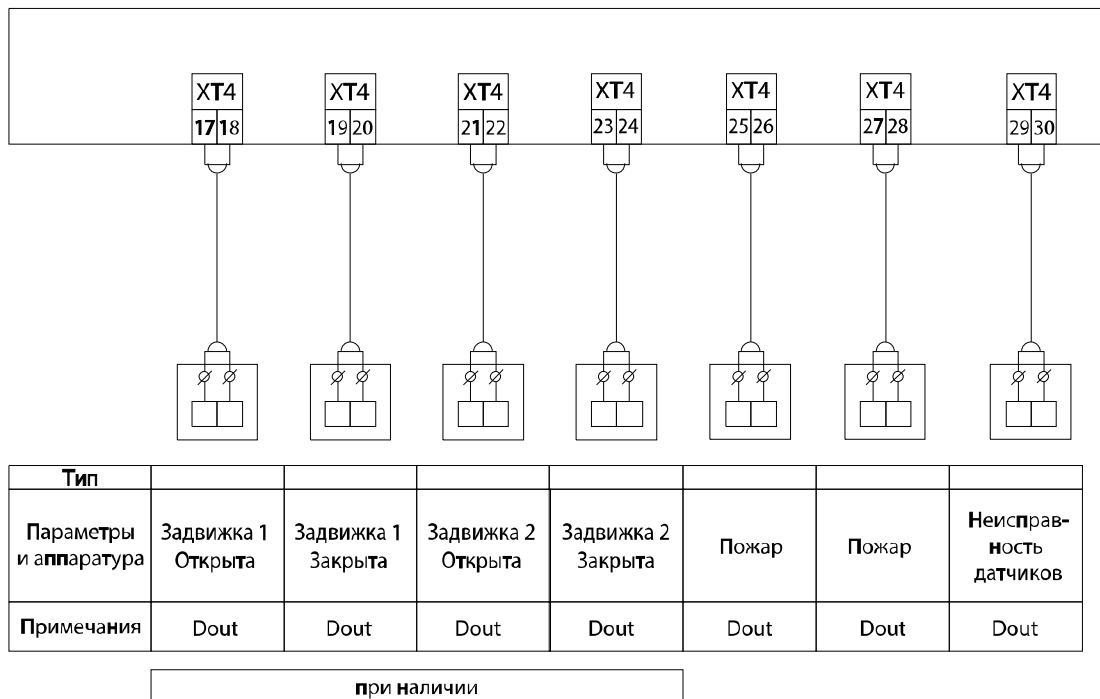 XT4 XT4 XT4 XT4 XT4 XT4 XT4
17 18 19 20 21 22 23 24 25 26 27 28 29 30
Тип
Параметры и аппаратура
Задвижка 1 Открыта
Задвижка 1 Закрыта
Задвижка 2 Открыта
Задвижка 2 Закрыта
Пожар
Пожар
Неисправ-
ность
датчиков
Примечания Dout Dout Dout Dout Dout Dout Dout
при наличии